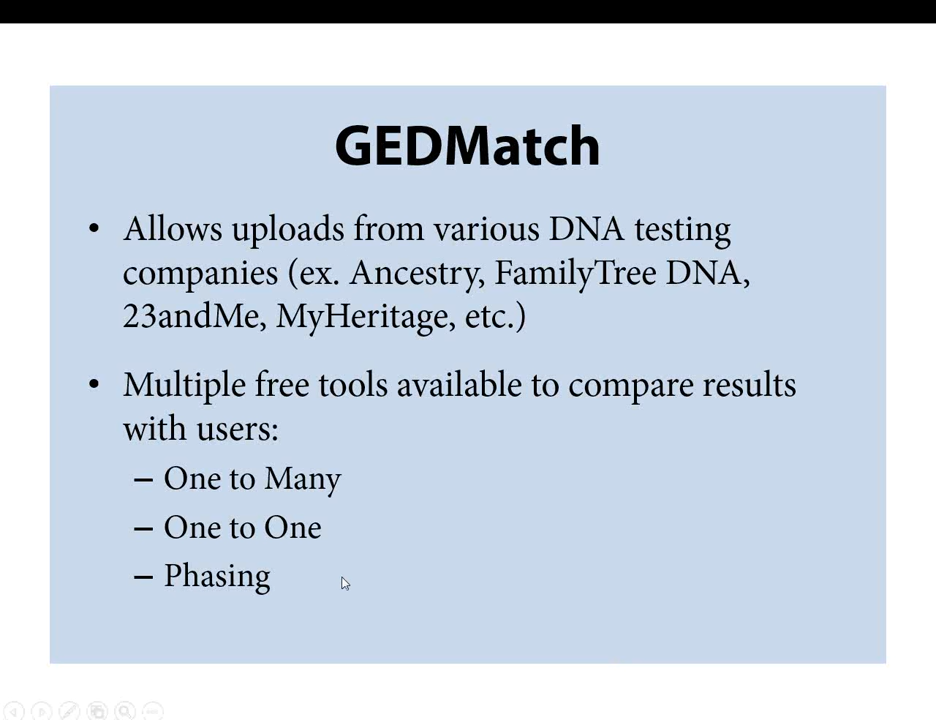 GEDMatch
• Allows uploads from various DNA testing
companies (ex. Ancestry, FamilyTree DNA,
23andMe, MyHeritage, etc.)
• Multiple free tools available to compare results
with users:
– One to Many
– One to One
– Phasing